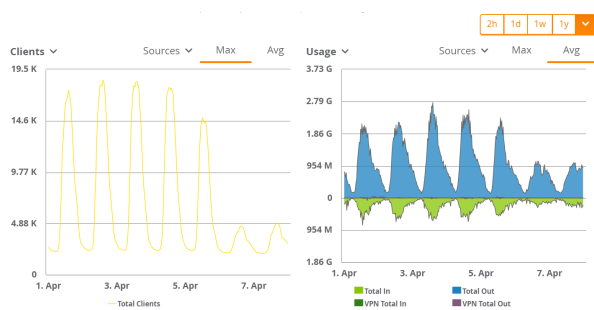 2h 1d 1w 1y
Clients Sources Max Avg
19.5 K
14.6 K
9.77 K
4.88 K
0
1. Apr 3. Apr 5. Apr 7. Apr
Total Clients
Usage Sources Max Avg
3.73 G
2.79 G
1.86 G
954 M
0
954 M
1.86 G
1. Apr 3. Apr 5. Apr 7. Apr
Total In Total Out
VPN Total In VPN Total Out